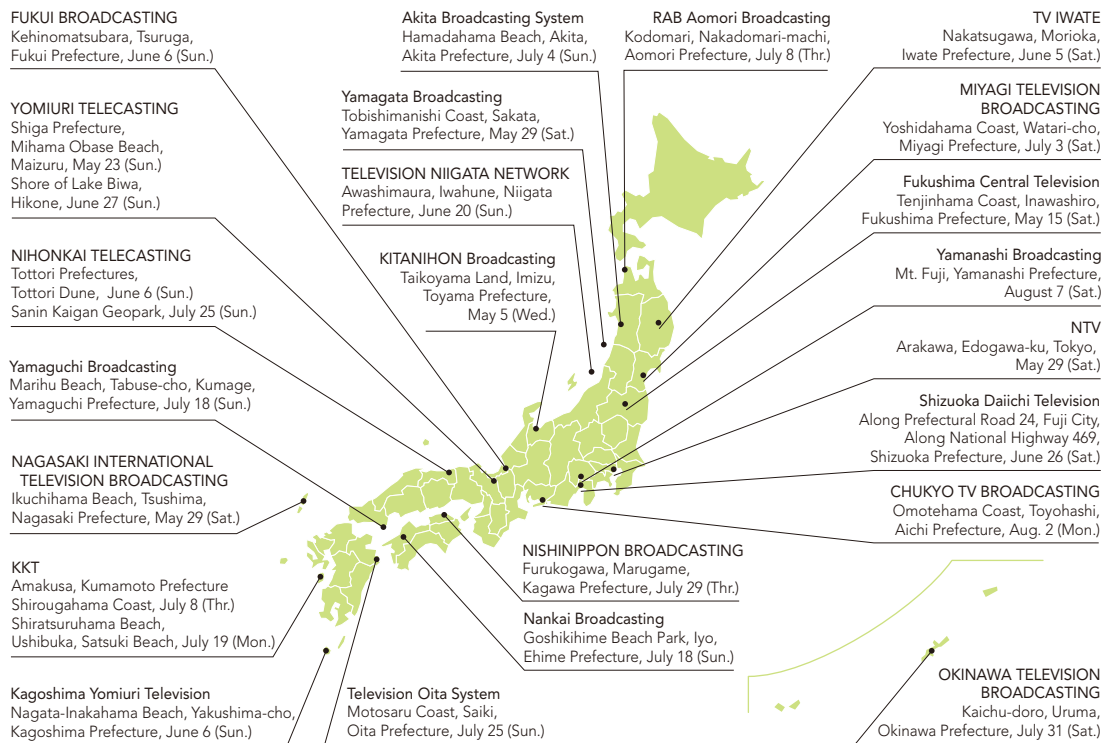 FUKUI BROADCASTING
Kehinomatsubara, Tsuruga,
Fukui Prefecture, June 6 (Sun.)
YOMIURI TELECASTING
Shiga Prefecture,
Mihama Obase Beach,
Maizuru, May 23 (Sun.)
Shore of Lake Biwa,
Hikone, June 27 (Sun.)
NIHONKAI TELECASTING
Tottori Prefectures,
Tottori Dune, June 6 (Sun.)
Sanin Kaigan Geopark, July 25 (Sun.)
Yamaguchi Broadcasting
Marihu Beach, Tabuse-cho, Kumage,
Yamaguchi Prefecture, July 18 (Sun.)
NAGASAKI INTERNATIONAL
TELEVISION BROADCASTING
Ikuchihama Beach, Tsushima,
Nagasaki Prefecture, May 29 (Sat.)
KKT
Amakusa, Kumamoto Prefecture
Shirougahama Coast, July 8 (Thr.)
Shiratsuruhama Beach,
Ushibuka, Satsuki Beach, July 19 (Mon.)
Kagoshima Yomiuri Television
Nagata-Inakahama Beach, Yakushima-cho,
Kagoshima Prefecture, June 6 (Sun.)
Akita Broadcasting System
Hamadahama Beach, Akita,
Akita Prefecture, July 4 (Sun.)
Yamagata Broadcasting
Tobishimanishi Coast, Sakata,
Yamagata Prefecture, May 29 (Sat.)
TELEVISION NIIGATA NETWORK
Awashimaura, Iwahune, Niigata
Prefecture, June 20 (Sun.)
KITANIHON Broadcasting
Taikoyama Land, Imizu,
Toyama Prefecture,
May 5 (Wed.)
RAB Aomori Broadcasting
Kodomari, Nakadomari-machi,
Aomori Prefecture, July 8 (Thr.)
TV IWATE
Nakatsugawa, Morioka,
Iwate Prefecture, June 5 (Sat.)
MIYAGI TELEVISION
BROADCASTING
Yoshidahama Coast, Watari-cho,
Miyagi Prefecture, July 3 (Sat.)
Fukushima Central Television
Tenjinhama Coast, Inawashiro,
Fukushima Prefecture, May 15 (Sat.)
Yamanashi Broadcasting
Mt. Fuji, Yamanashi Prefecture,
August 7 (Sat.)
NTV
Arakawa, Edogawa-ku, Tokyo,
May 29 (Sat.)
Shizuoka Daiichi Television
Along Prefectural Road 24, Fuji City,
Along National Highway 469,
Shizuoka Prefecture, June 26 (Sat.)
CHUKYO TV BROADCASTING
Omotehama Coast, Toyohashi,
Aichi Prefecture, Aug. 2 (Mon.)
NISHINIPPON BROADCASTING
Furukogawa, Marugame,
Kagawa Prefecture, July 29 (Thr.)
Nankai Broadcasting
Goshikihime Beach Park, Iyo,
Ehime Prefecture, July 18 (Sun.)
Television Oita System
Motosaru Coast, Saiki,
Oita Prefecture, July 25 (Sun.)
OKINAWA TELEVISION
BROADCASTING
Kaichu-doro, Uruma,
Okinawa Prefecture, July 31 (Sat.)